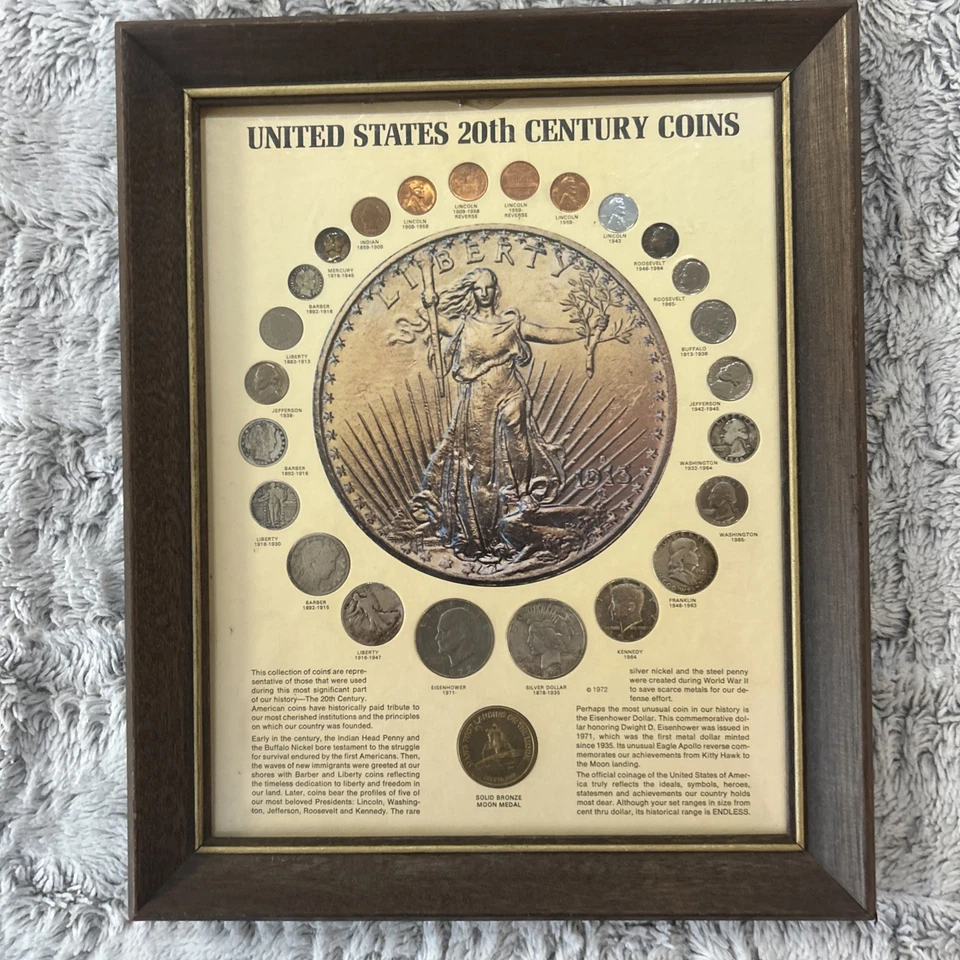 UNITED STATES 20th CENTURY COINS
LINCOLN
1909-1958
REVERSE
LINCOLN
1959-
REVERSE
LINCOLN
1909-1958
LINCOLN
1959-
LINCOLN
1943
INDIAN
1859-1909
MERCURY
1916-1945
ROOSEVELT
1946-1964
BARBER
1892-1916
ROOSEVELT
1965-
LIBERTY
1883-1913
BUFFALO
1913-1938
JEFFERSON
1938-
JEFFERSON
1942-1945
BARBER
1892-1916
WASHINGTON
1932-1964
LIBERTY
1916-1930
WASHINGTON
1965-
BARBER
1892-1915
FRANKLIN
1948-1963
LIBERTY
1916-1947
KENNEDY
1964
EISENHOWER
1971-
SILVER DOLLAR
1878-1935
LIBERTY
1913
This collection of coins are repre-
sentative of those that were used
during this most significant part
of our history—The 20th Century.
American coins have historically paid tribute to
our most cherished institutions and the principles
on which our country was founded.
Early in the century, the Indian Head Penny and
the Buffalo Nickel bore testament to the struggle
for survival endured by the first Americans. Then,
the waves of new immigrants were greeted at our
shores with Barber and Liberty coins reflecting
the timeless dedication to liberty and freedom in
our land. Later, coins bear the profiles of five of
our most beloved Presidents: Lincoln, Washing-
ton, Jefferson, Roosevelt and Kennedy. The rare
SOLID BRONZE
MOON MEDAL
© 1972
silver nickel and the steel penny
were created during World War II
to save scarce metals for our de-
fense effort.
Perhaps the most unusual coin in our history is
the Eisenhower Dollar. This commemorative dol-
lar honoring Dwight D. Eisenhower was issued in
1971, which was the first metal dollar minted
since 1935. Its unusual Eagle Apollo reverse com-
memorates our achievements from Kitty Hawk to
the Moon landing.
The official coinage of the United States of Amer-
ica truly reflects the ideals, symbols, heroes,
statesmen and achievements our country holds
most dear. Although your set ranges in size from
cent thru dollar, its historical range is ENDLESS.